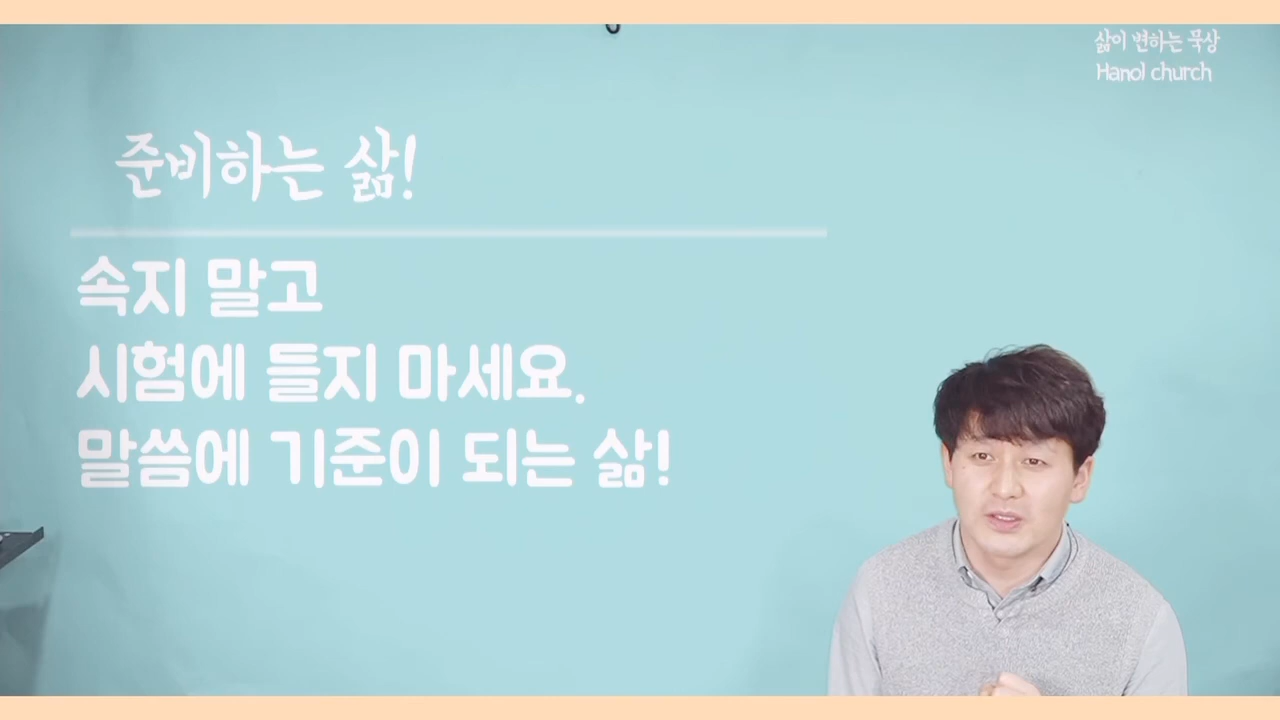 삶이 변하는 묵상
Hanol church
준비하는 삶!
속지 말고
시험에 들지 마세요.
말씀에 기준이 되는 삶!